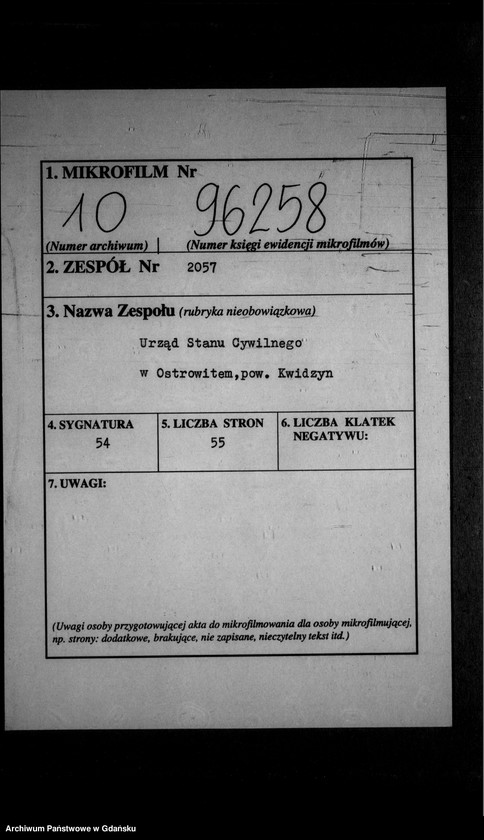 1. MIKROFILM Nr
10 96258
(Numer archiwum) (Numer księgi ewidencji mikrofilmów)
2. ZESPÓŁ Nr 2057
3. Nazwa Zespołu (rubryka nieobowiązkowa)
Urząd Stanu Cywilnego
w Ostrowitem,pow. Kwidzyn
4. SYGNATURA
54
5. LICZBA STRON
55
6. LICZBA KLATEK
NEGATYWU:
7. UWAGI:
(Uwagi osoby przygotowującej akta do mikrofilmowania dla osoby mikrofilmującej,
np. strony: dodatkowe, brakujące, nie zapisane, nieczytelny tekst itd.)
Archiwum Państwowe w Gdańsku